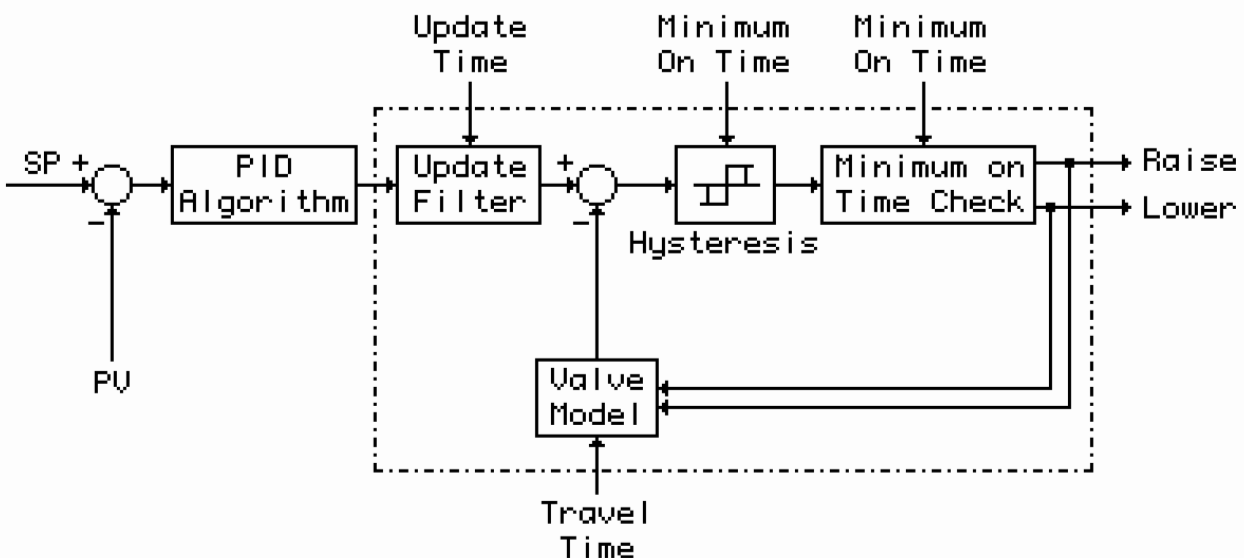 Update
Time
Minimum
On Time
Minimum
On Time
SP +
PID
Algorithm
Update
Filter
+
Minimum on
Time Check
Raise
Lower
-
-
Hysteresis
PV
Valve
Model
Travel
Time